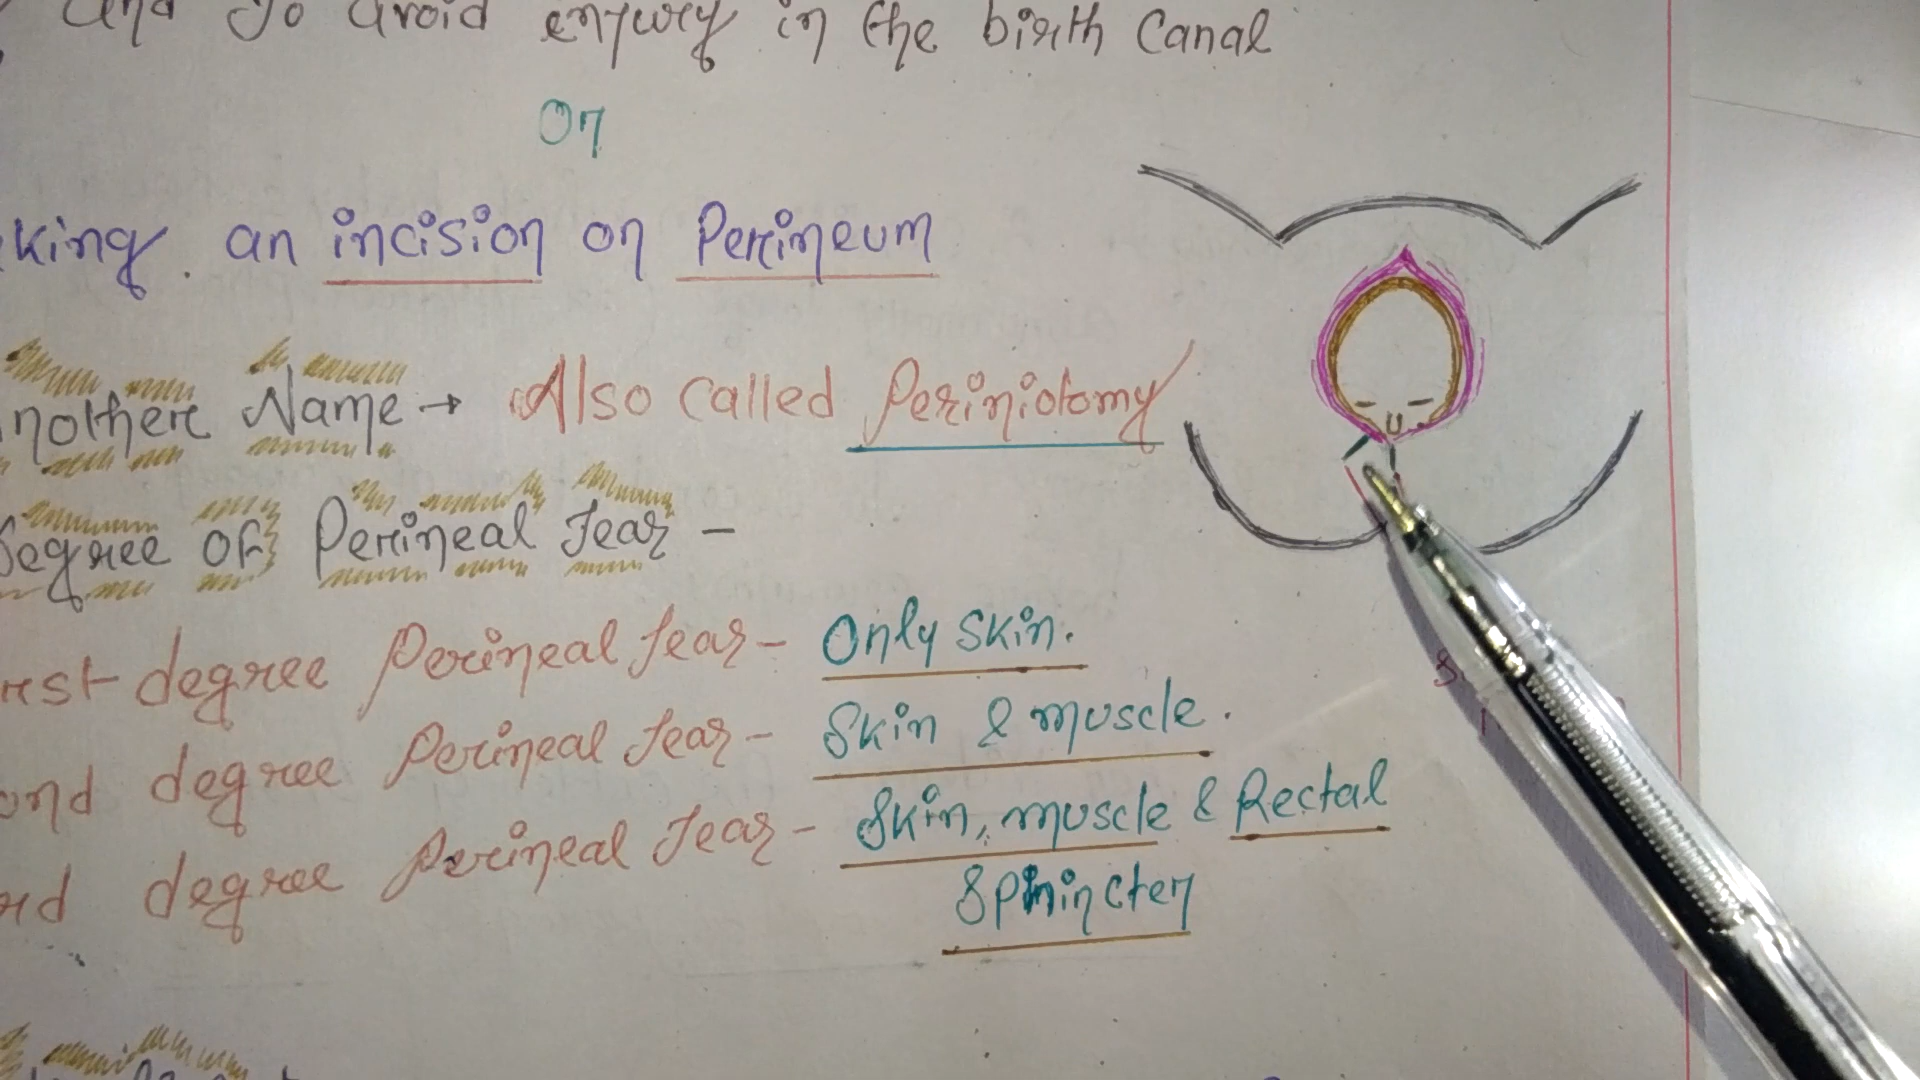 And To avoid enjury in the birth Canal
Or
king an incision on Perineum
nother Name → Also Called Periniotomy
Degree Of Perineal Tear -
rst degree Perineal Tear - Only Skin.
ond degree Perineal Tear - Skin & muscle.
rd degree Perineal Tear - Skin, muscle & Rectal
Sphincter